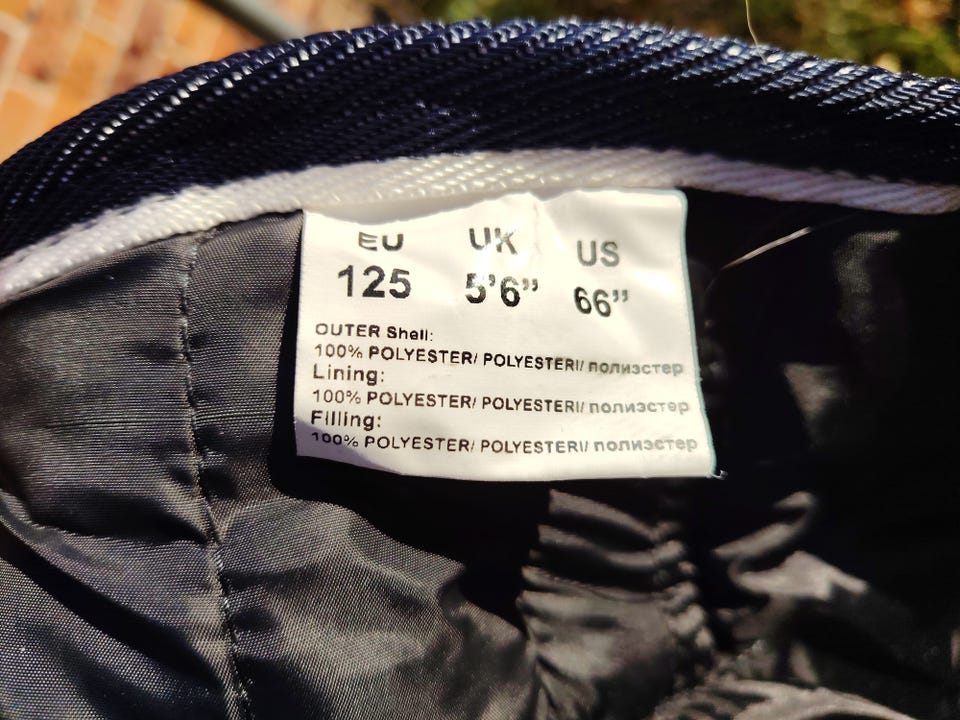 EU UK US
125 5'6” 66”
OUTER Shell:
100% POLYESTER/ POLYESTERI/ полиэстер
Lining:
100% POLYESTER/ POLYESTERI/ полиэстер
Filling:
100% POLYESTER/ POLYESTERI/ полиэстер